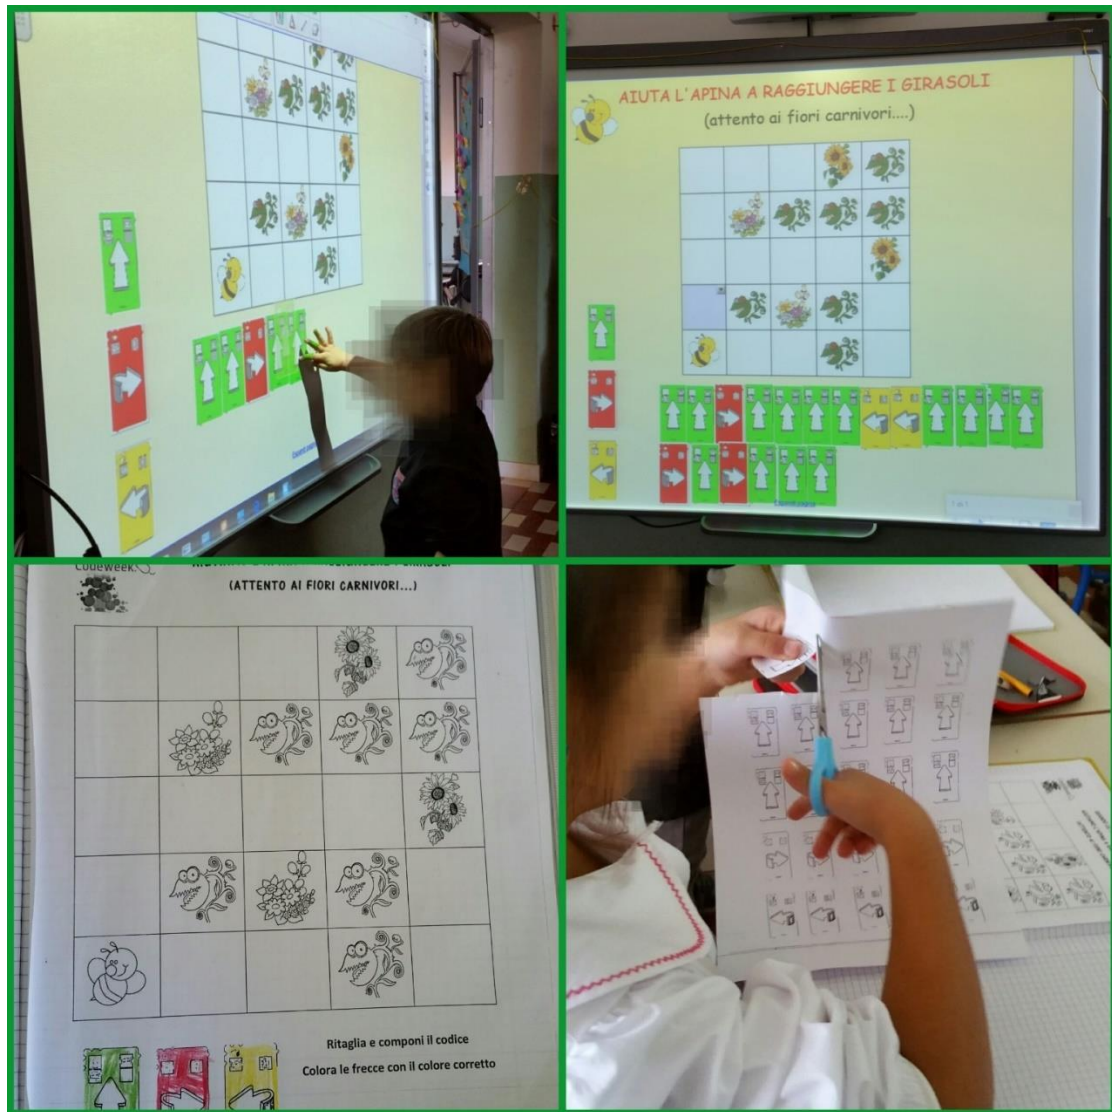 AIUTA L'APINA A RAGGIUNGERE I GIRASOLI
(attento ai fiori carnivori....)
CodeWeek
(ATTENTO AI FIORI CARNIVORI...)
Ritaglia e componi il codice
Colora le frecce con il colore corretto